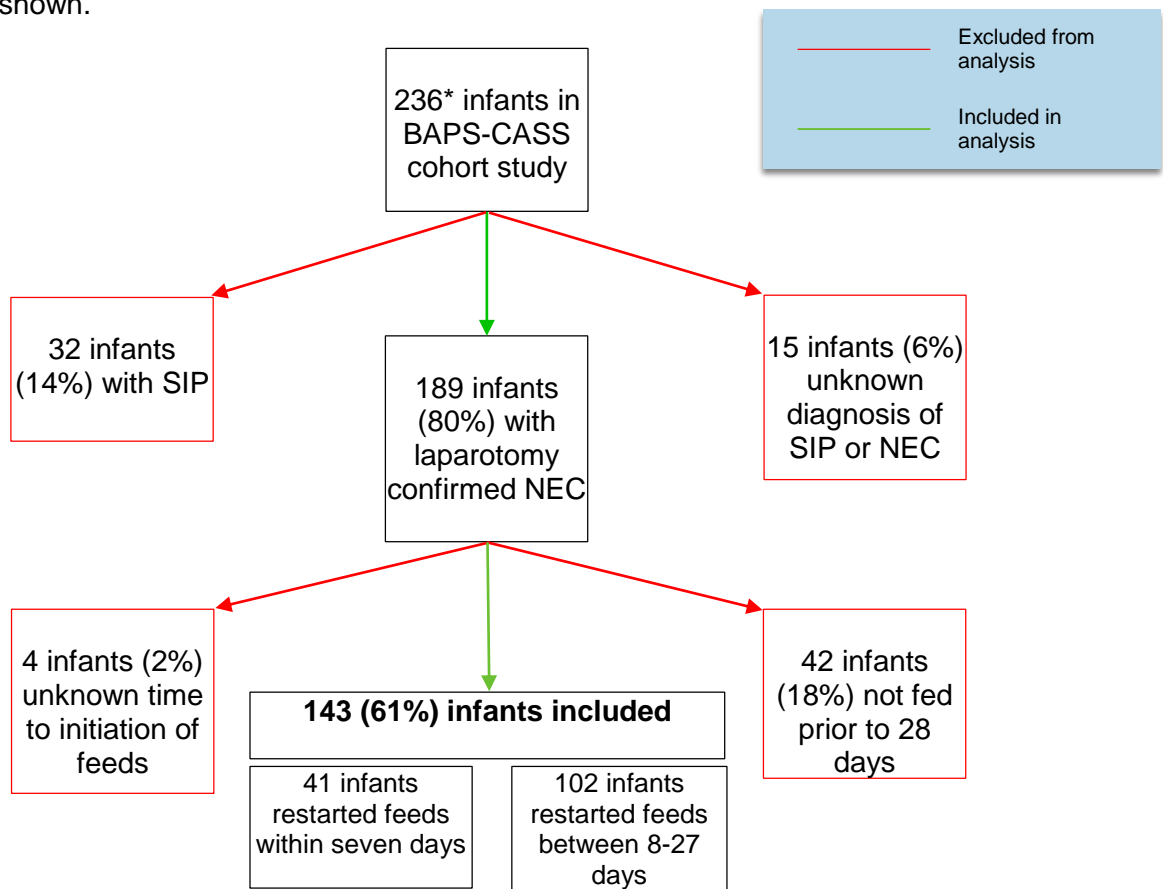 shown.
Excluded from
analysis
Included in
analysis
236* infants in
BAPS-CASS
cohort study
32 infants
(14%) with SIP
189 infants
(80%) with
laparotomy
confirmed NEC
15 infants (6%)
unknown
diagnosis of
SIP or NEC
4 infants (2%)
unknown time
to initiation of
feeds
143 (61%) infants included
42 infants
(18%) not fed
prior to 28
days
41 infants
restarted feeds
within seven days
102 infants
restarted feeds
between 8-27
days